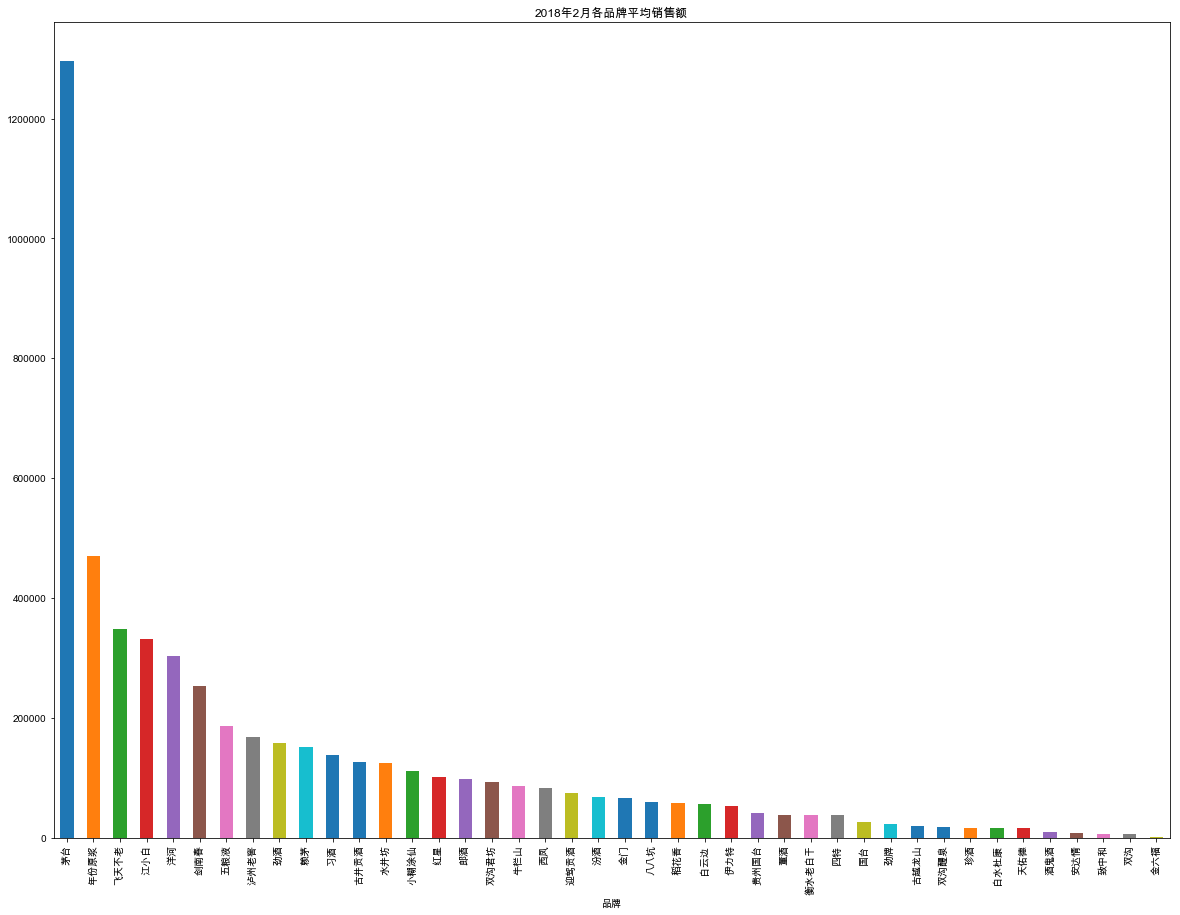 2018年2月各品牌平均销售额
1200000
1000000
800000
600000
400000
200000
0
茅台
年份原浆
飞天不老
江小白
洋河
剑南春
五粮液
泸州老窖
劲酒
赖茅
习酒
古井贡酒
水井坊
小糊涂仙
红星
郎酒
双沟君坊
牛栏山
西凤
迎驾贡酒
汾酒
金门
八八坑
稻花香
白云边
伊力特
贵州国台
董酒
衡水老白干
四特
国台
劲牌
古越龙山
双沟醴泉
珍酒
白水杜康
天佑德
酒鬼酒
安达情
致中和
双沟
金六福
品牌